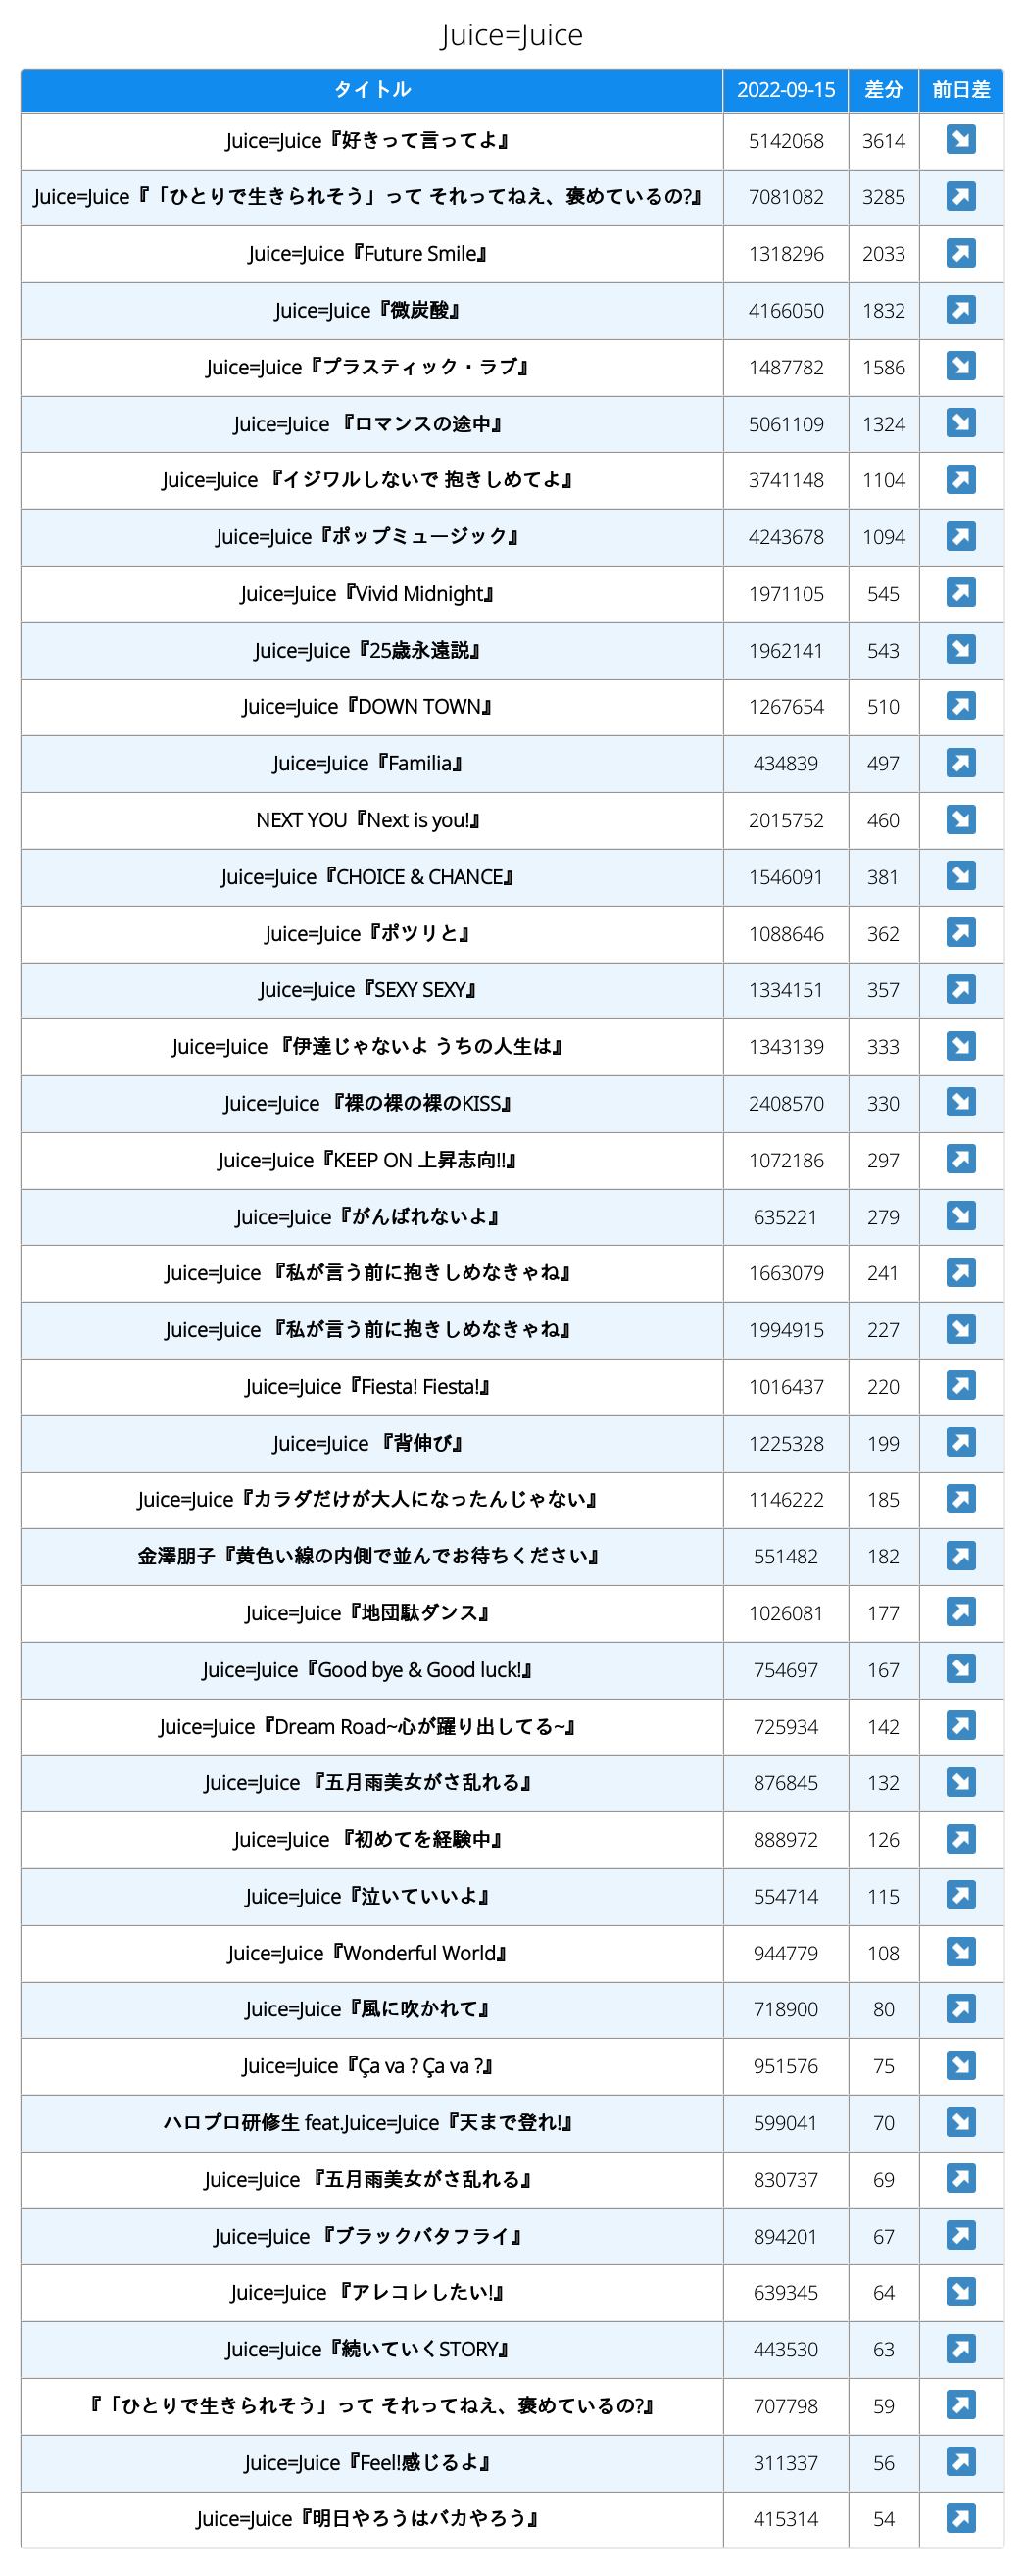 Juice=Juice
タイトル 2022-09-15 差分 前日差
Juice=Juice『好きって言ってよ』 5142068 3614 ↘
Juice=Juice『「ひとりで生きられそう」って それってねえ、褒めているの?』 7081082 3285 ↗
Juice=Juice『Future Smile』 1318296 2033 ↗
Juice=Juice『微炭酸』 4166050 1832 ↗
Juice=Juice『プラスティック・ラブ』 1487782 1586 ↘
Juice=Juice 『ロマンスの途中』 5061109 1324 ↘
Juice=Juice 『イジワルしないで 抱きしめてよ』 3741148 1104 ↗
Juice=Juice『ポップミュージック』 4243678 1094 ↗
Juice=Juice『Vivid Midnight』 1971105 545 ↗
Juice=Juice『25歳永遠説』 1962141 543 ↘
Juice=Juice『DOWN TOWN』 1267654 510 ↗
Juice=Juice『Familia』 434839 497 ↗
NEXT YOU『Next is you!』 2015752 460 ↘
Juice=Juice『CHOICE & CHANCE』 1546091 381 ↘
Juice=Juice『ポツリと』 1088646 362 ↗
Juice=Juice『SEXY SEXY』 1334151 357 ↗
Juice=Juice 『伊達じゃないよ うちの人生は』 1343139 333 ↘
Juice=Juice 『裸の裸の裸のKISS』 2408570 330 ↘
Juice=Juice『KEEP ON 上昇志向!!』 1072186 297 ↗
Juice=Juice『がんばれないよ』 635221 279 ↘
Juice=Juice 『私が言う前に抱きしめなきゃね』 1663079 241 ↗
Juice=Juice 『私が言う前に抱きしめなきゃね』 1994915 227 ↘
Juice=Juice『Fiesta! Fiesta!』 1016437 220 ↗
Juice=Juice 『背伸び』 1225328 199 ↗
Juice=Juice『カラダだけが大人になったんじゃない』 1146222 185 ↗
金澤朋子『黄色い線の内側で並んでお待ちください』 551482 182 ↗
Juice=Juice『地団駄ダンス』 1026081 177 ↗
Juice=Juice『Good bye & Good luck!』 754697 167 ↘
Juice=Juice『Dream Road~心が躍り出してる~』 725934 142 ↗
Juice=Juice 『五月雨美女がさ乱れる』 876845 132 ↘
Juice=Juice 『初めてを経験中』 888972 126 ↗
Juice=Juice『泣いていいよ』 554714 115 ↗
Juice=Juice『Wonderful World』 944779 108 ↘
Juice=Juice『風に吹かれて』 718900 80 ↗
Juice=Juice『Ça va ? Ça va ?』 951576 75 ↘
ハロプロ研修生 feat.Juice=Juice『天まで登れ!』 599041 70 ↘
Juice=Juice 『五月雨美女がさ乱れる』 830737 69 ↗
Juice=Juice 『ブラックバタフライ』 894201 67 ↗
Juice=Juice 『アレコレしたい!』 639345 64 ↘
Juice=Juice『続いていくSTORY』 443530 63 ↗
『「ひとりで生きられそう」って それってねえ、褒めているの?』 707798 59 ↗
Juice=Juice『Feel!感じるよ』 311337 56 ↗
Juice=Juice『明日やろうはバカやろう』 415314 54 ↗